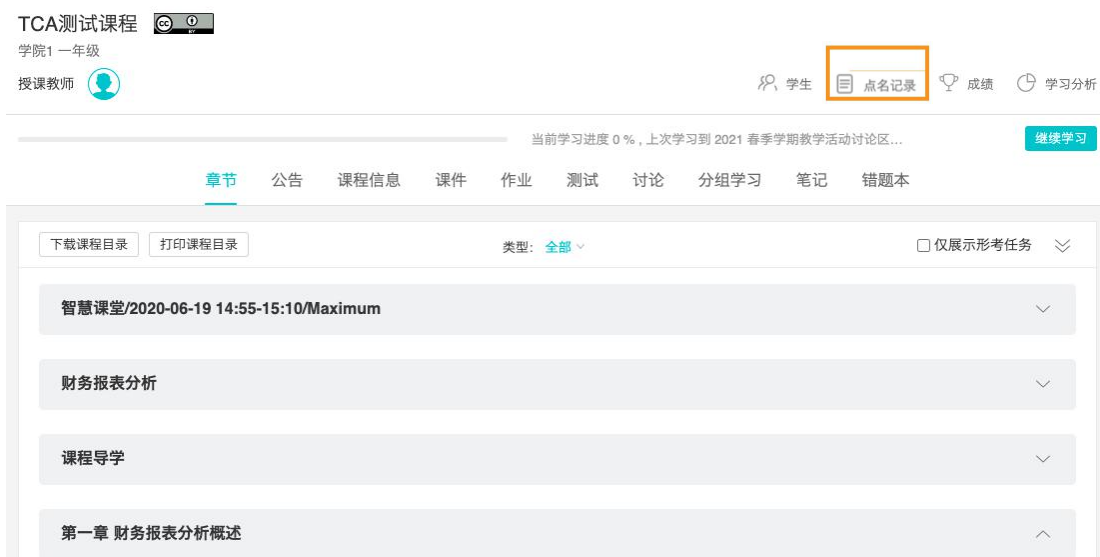 TCA测试课程 cc BY
学院1 一年级
授课教师
学生 点名记录 成绩 学习分析
当前学习进度 0 % , 上次学习到 2021 春季学期教学活动讨论区... 继续学习
章节 公告 课程信息 课件 作业 测试 讨论 分组学习 笔记 错题本
下载课程目录 打印课程目录 类型: 全部 仅展示形考任务
智慧课堂/2020-06-19 14:55-15:10/Maximum
财务报表分析
课程导学
第一章 财务报表分析概述